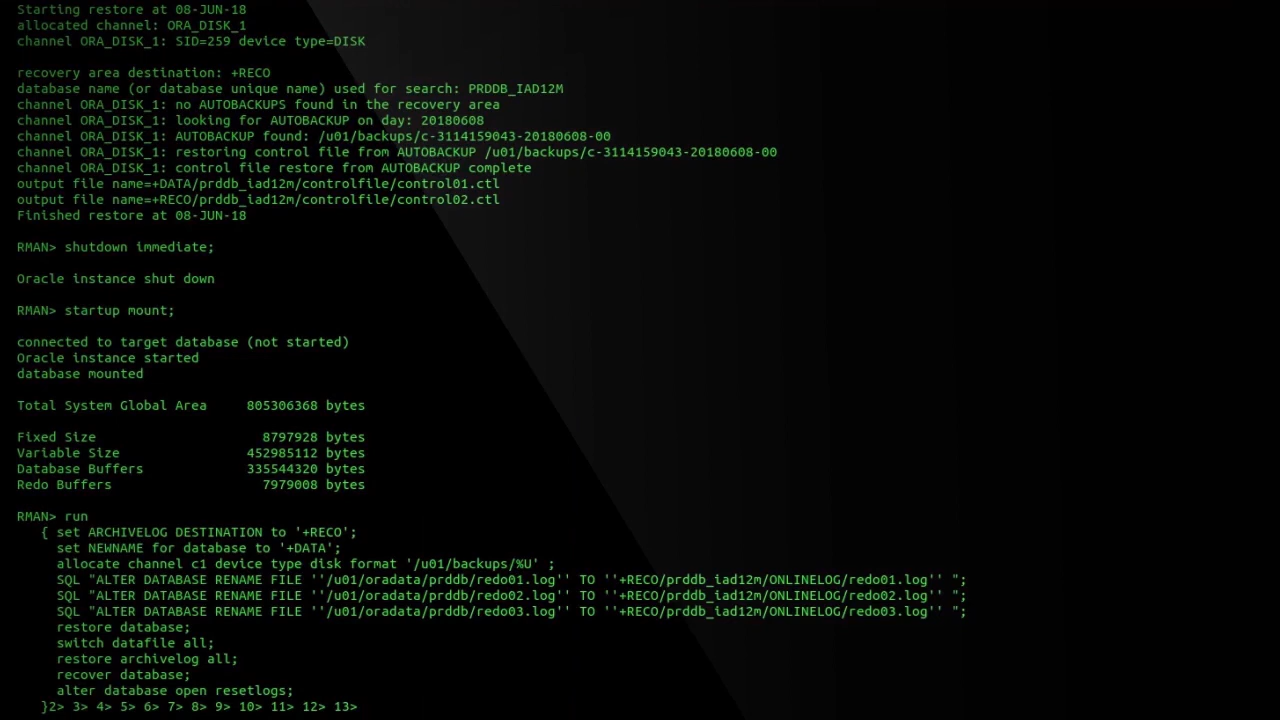 Starting restore at 08-JUN-18
allocated channel: ORA_DISK_1
channel ORA_DISK_1: SID=259 device type=DISK
recovery area destination: +RECO
database name (or database unique name) used for search: PRDDB_IAD12M
channel ORA_DISK_1: no AUTOBACKUPS found in the recovery area
channel ORA_DISK_1: looking for AUTOBACKUP on day: 20180608
channel ORA_DISK_1: AUTOBACKUP found: /u01/backups/c-3114159043-20180608-00
channel ORA_DISK_1: restoring control file from AUTOBACKUP /u01/backups/c-3114159043-20180608-00
channel ORA_DISK_1: control file restore from AUTOBACKUP complete
output file name=+DATA/prddb_iad12m/controlfile/control01.ctl
output file name=+RECO/prddb_iad12m/controlfile/control02.ctl
Finished restore at 08-JUN-18
RMAN> shutdown immediate;
Oracle instance shut down
RMAN> startup mount;
connected to target database (not started)
Oracle instance started
database mounted
Total System Global Area     805306368 bytes
Fixed Size                     8797928 bytes
Variable Size                452985112 bytes
Database Buffers             335544320 bytes
Redo Buffers                   7979008 bytes
RMAN> run
{ set ARCHIVELOG DESTINATION to '+RECO';
set NEWNAME for database to '+DATA';
allocate channel c1 device type disk format '/u01/backups/%U' ;
SQL "ALTER DATABASE RENAME FILE ''/u01/oradata/prddb/redo01.log'' TO ''+RECO/prddb_iad12m/ONLINELOG/redo01.log'' ";
SQL "ALTER DATABASE RENAME FILE ''/u01/oradata/prddb/redo02.log'' TO ''+RECO/prddb_iad12m/ONLINELOG/redo02.log'' ";
SQL "ALTER DATABASE RENAME FILE ''/u01/oradata/prddb/redo03.log'' TO ''+RECO/prddb_iad12m/ONLINELOG/redo03.log'' ";
restore database;
switch datafile all;
restore archivelog all;
recover database;
alter database open resetlogs;
}2> 3> 4> 5> 6> 7> 8> 9> 10> 11> 12> 13>